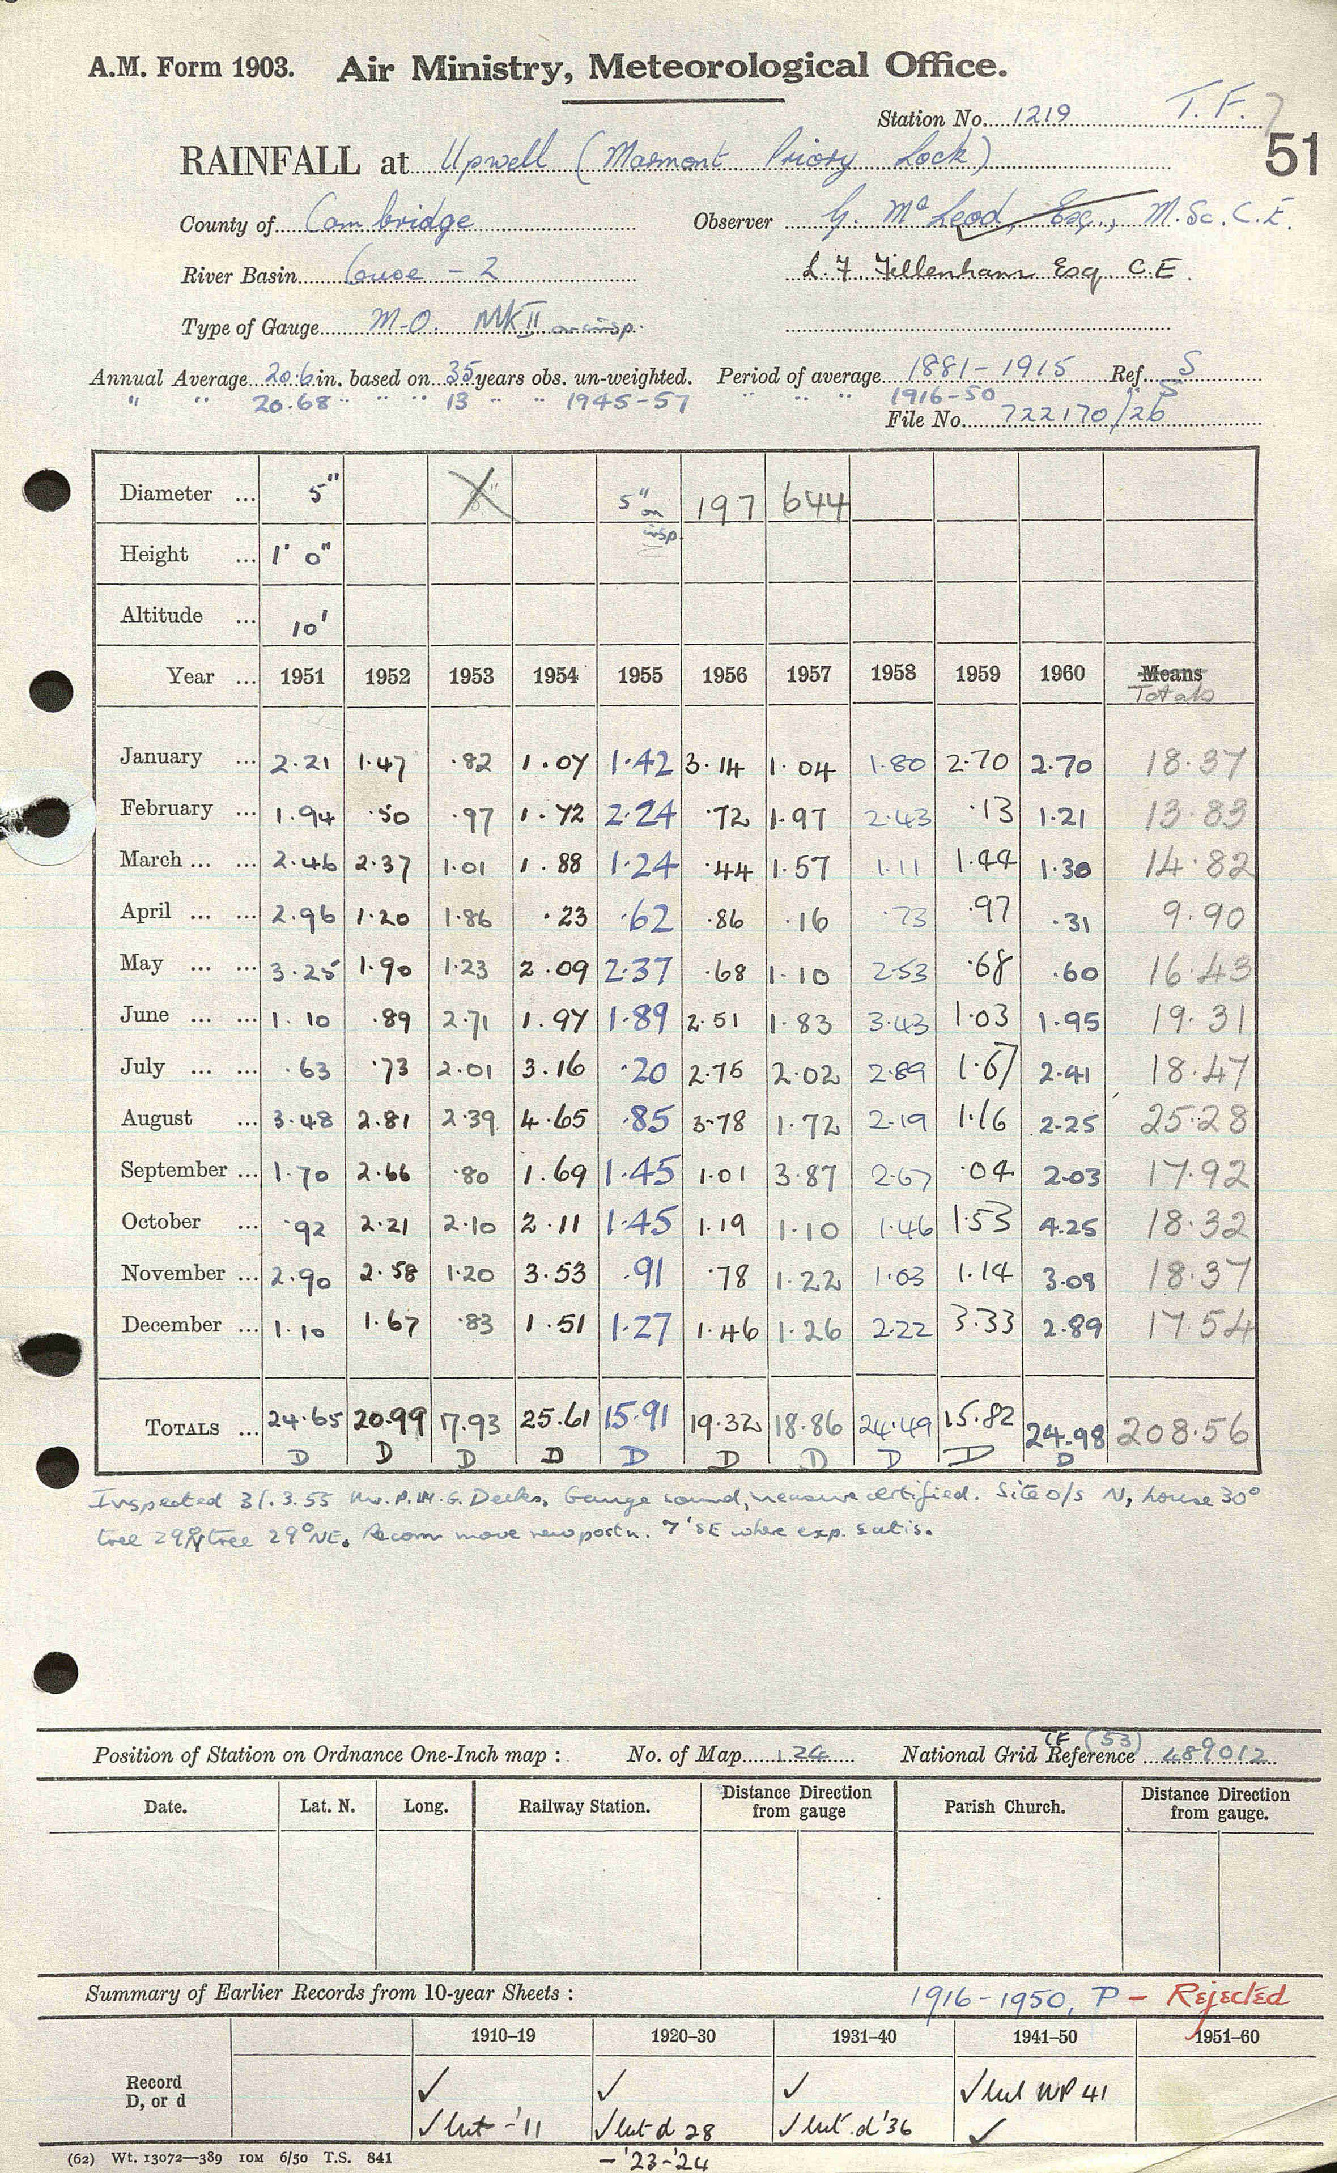 A.M. Form 1903. Air Ministry, Meteorological Office.
Station No. 1219 T.F. 7
51
RAINFALL at Upwell (Marmont Priory Lock)
County of Cambridge Observer G. McLeod, Esq., M.Sc. C.E.
River Basin Ouse - 2 L. F. Fillenham Esq C.E.
Type of Gauge M-O. MK II on insp.
Annual Average 20.6 in. based on 35 years obs. un-weighted. Period of average 1881-1915 Ref. S
" " 20.68 " " " 13 " " 1945-57 " " " 1916-50 S
File No. 722170/26
Diameter ... 5" 5" on insp 197 644
Height ... 1' 0"
Altitude ... 10'
Year ... 1951 1952 1953 1954 1955 1956 1957 1958 1959 1960 Means
Totals
January ... 2.21 1.47 .82 1.07 1.42 3.14 1.04 1.80 2.70 2.70 18.37
February ... 1.94 .50 .97 1.72 2.24 .72 1.97 2.43 .13 1.21 13.83
March ... ... 2.46 2.37 1.01 1.88 1.24 .44 1.57 1.11 1.44 1.30 14.82
April ... ... 2.96 1.20 1.86 .23 .62 .86 .16 .73 .97 .31 9.90
May ... ... 3.25 1.90 1.23 2.09 2.37 .68 1.10 2.53 .68 .60 16.43
June ... ... 1.10 .89 2.71 1.97 1.89 2.51 1.83 3.43 1.03 1.95 19.31
July ... ... .63 .73 2.01 3.16 .20 2.75 2.02 2.89 1.67 2.41 18.47
August ... 3.48 2.81 2.39 4.65 .85 3.78 1.72 2.19 1.16 2.25 25.28
September ... 1.70 2.66 .80 1.69 1.45 1.01 3.87 2.67 .04 2.03 17.92
October ... .92 2.21 2.10 2.11 1.45 1.19 1.10 1.46 1.53 4.25 18.32
November ... 2.90 2.58 1.20 3.53 .91 .78 1.22 1.03 1.14 3.09 18.37
December ... 1.10 1.67 .83 1.51 1.27 1.46 1.26 2.22 3.33 2.89 17.54
TOTALS ... 24.65 20.99 17.93 25.61 15.91 19.32 18.86 24.49 15.82 24.98 208.56
D D D D D D D D D D
Inspected 31.3.55 Mr. P.M.G. Decks. Gauge sound, measure certified. Site o/s N, house 30°
tree 29° N tree 29° NE. Recom move new postn. 7' SE where exp. satis.
Position of Station on Ordnance One-Inch map : No. of Map 124 National Grid Reference TF (53) 489012
Date. Lat. N. Long. Railway Station. Distance Direction from gauge Parish Church. Distance Direction from gauge.
Summary of Earlier Records from 10-year Sheets : 1916-1950, P - Rejected
1910–19 1920–30 1931–40 1941–50 1951–60
Record ✓ ✓ ✓ ✓ but WP 41
D, or d ✓ but -'11 ✓ but d 28 ✓ but d '36 ✓
(62) Wt. 13072—389 10M 6/50 T.S. 841 - '23-'24